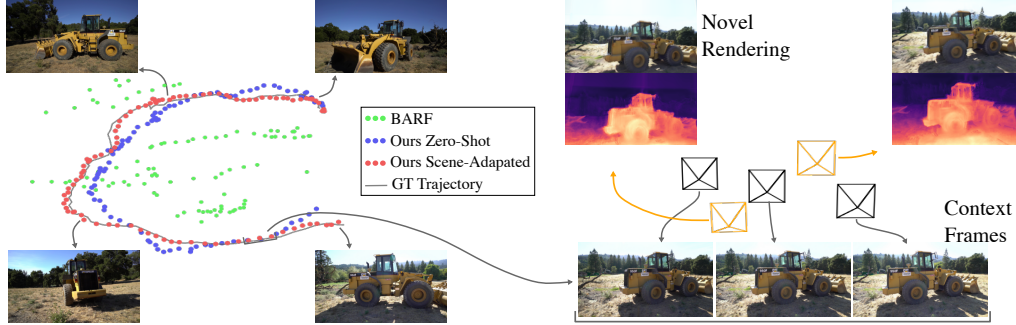 Novel
Rendering
BARF
Ours Zero-Shot
Ours Scene-Adapated
GT Trajectory
Context
Frames